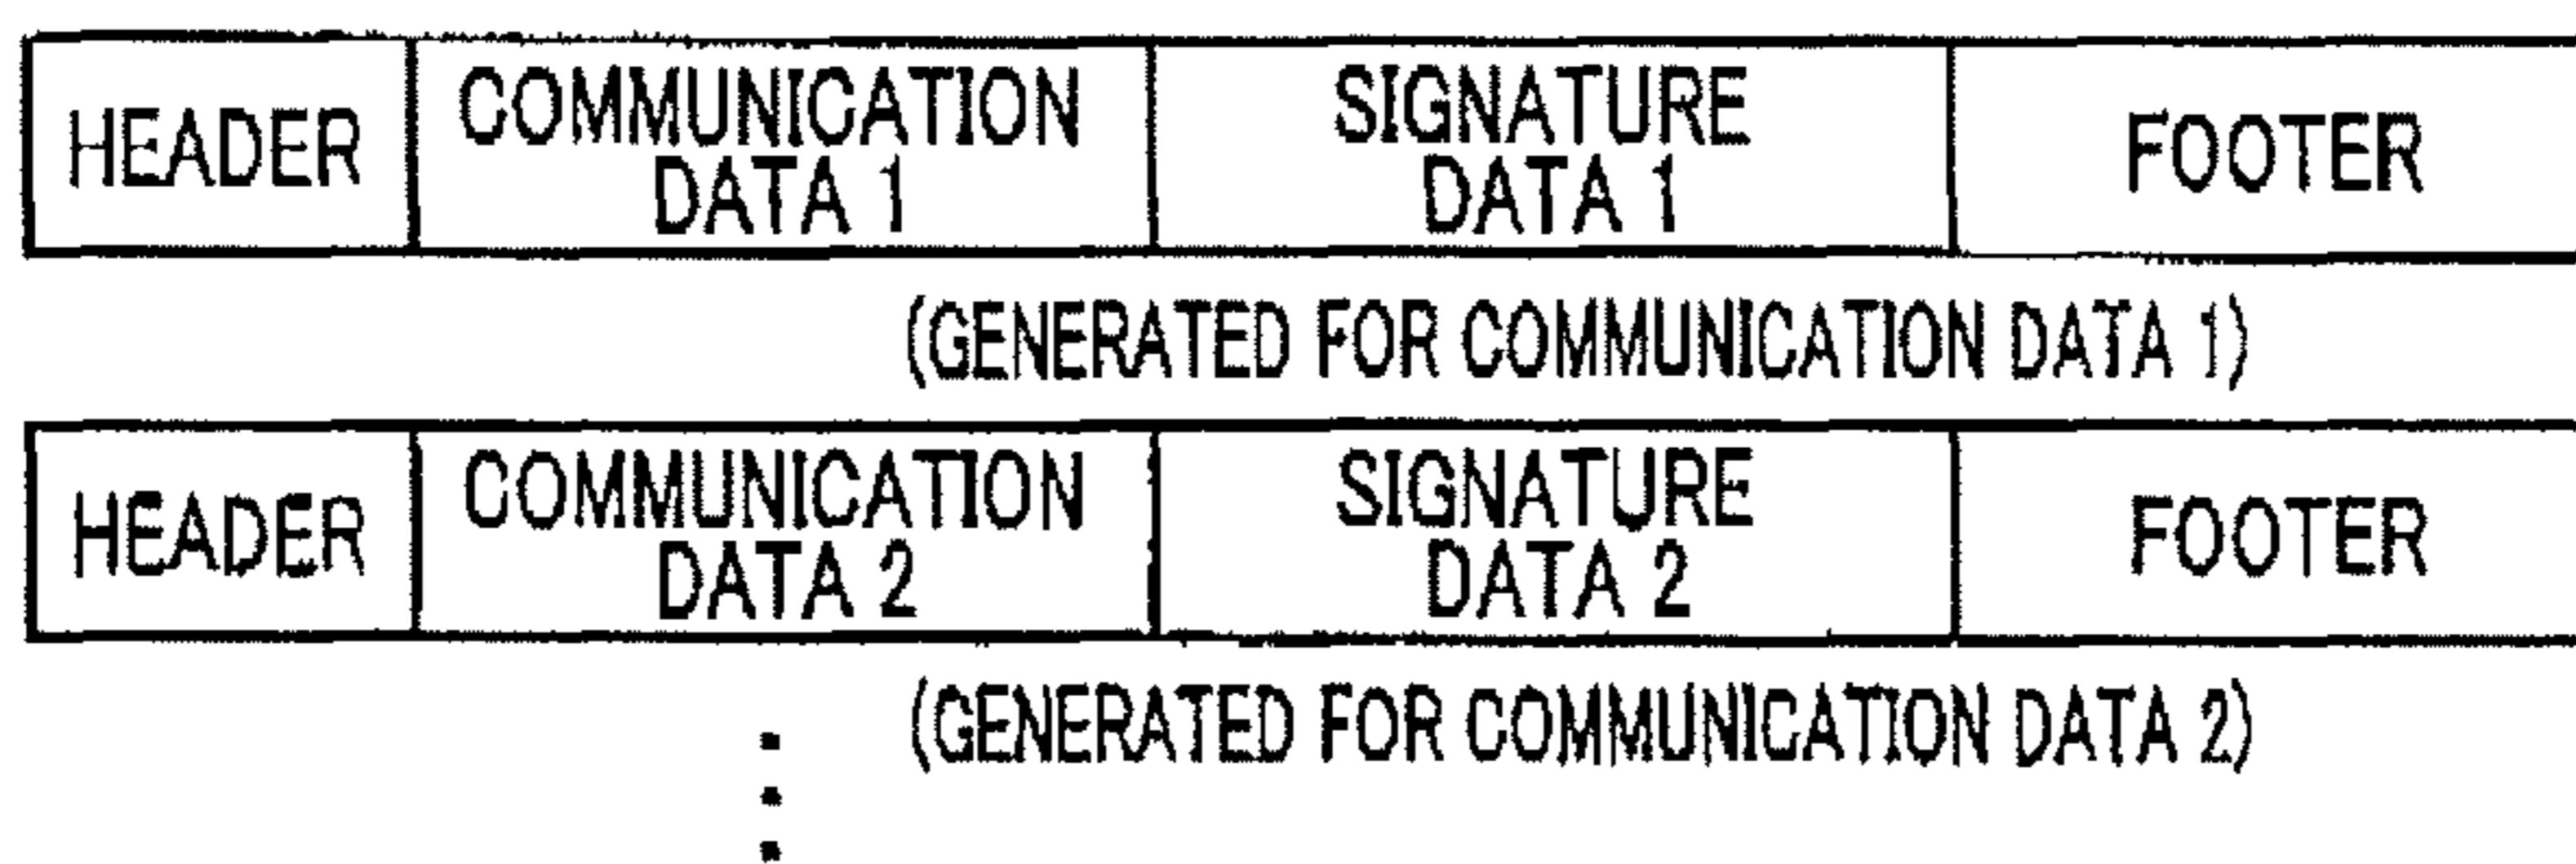 HEADER COMMUNICATION DATA 1 SIGNATURE DATA 1 FOOTER
(GENERATED FOR COMMUNICATION DATA 1)
HEADER COMMUNICATION DATA 2 SIGNATURE DATA 2 FOOTER
(GENERATED FOR COMMUNICATION DATA 2)